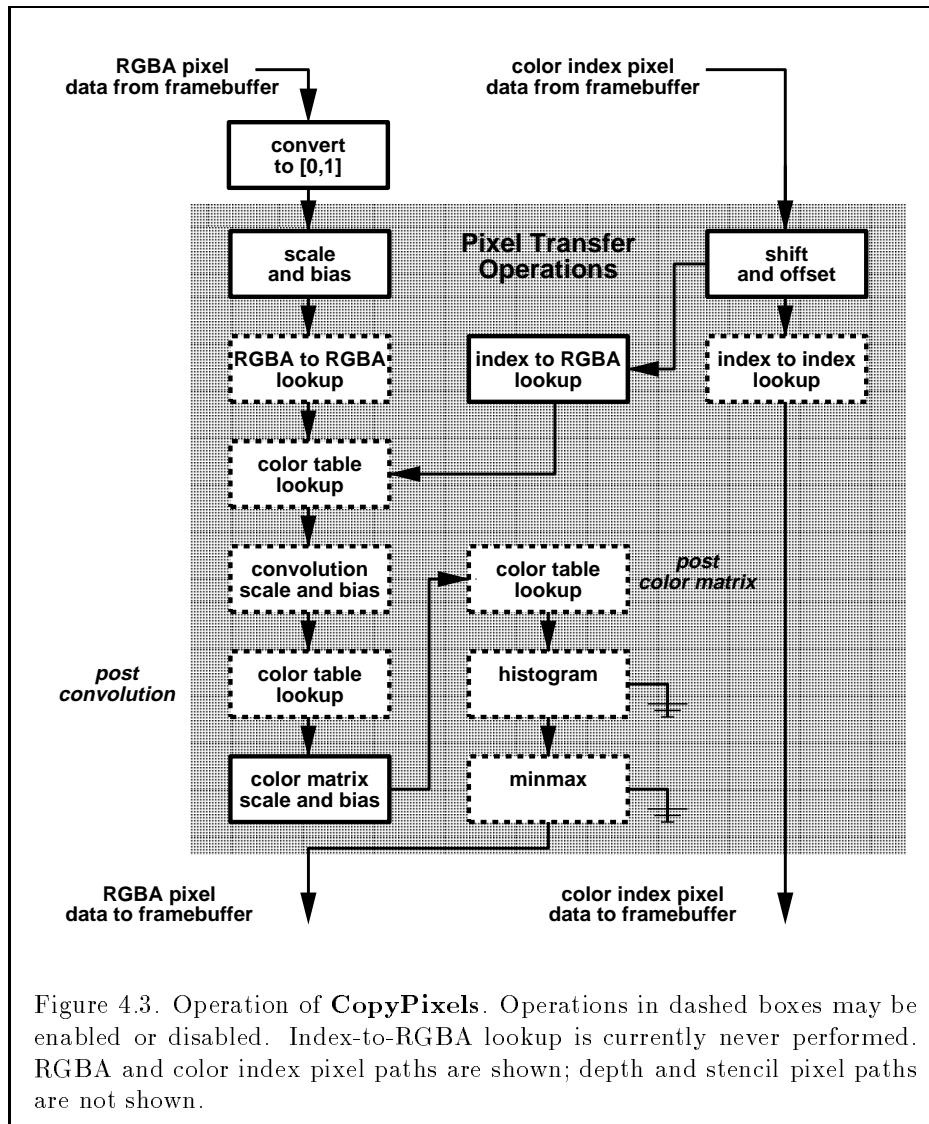 RGBA pixel
data from framebuffer
color index pixel
data from framebuffer
convert
to [0,1]
Pixel Transfer
Operations
scale
and bias
shift
and offset
RGBA to RGBA
lookup
index to RGBA
lookup
index to index
lookup
color table
lookup
convolution
scale and bias
color table
lookup
post
color matrix
post
convolution
color table
lookup
histogram
color matrix
scale and bias
minmax
RGBA pixel
data to framebuffer
color index pixel
data to framebuffer
Figure 4.3. Operation of CopyPixels. Operations in dashed boxes may be
enabled or disabled. Index-to-RGBA lookup is currently never performed.
RGBA and color index pixel paths are shown; depth and stencil pixel paths
are not shown.